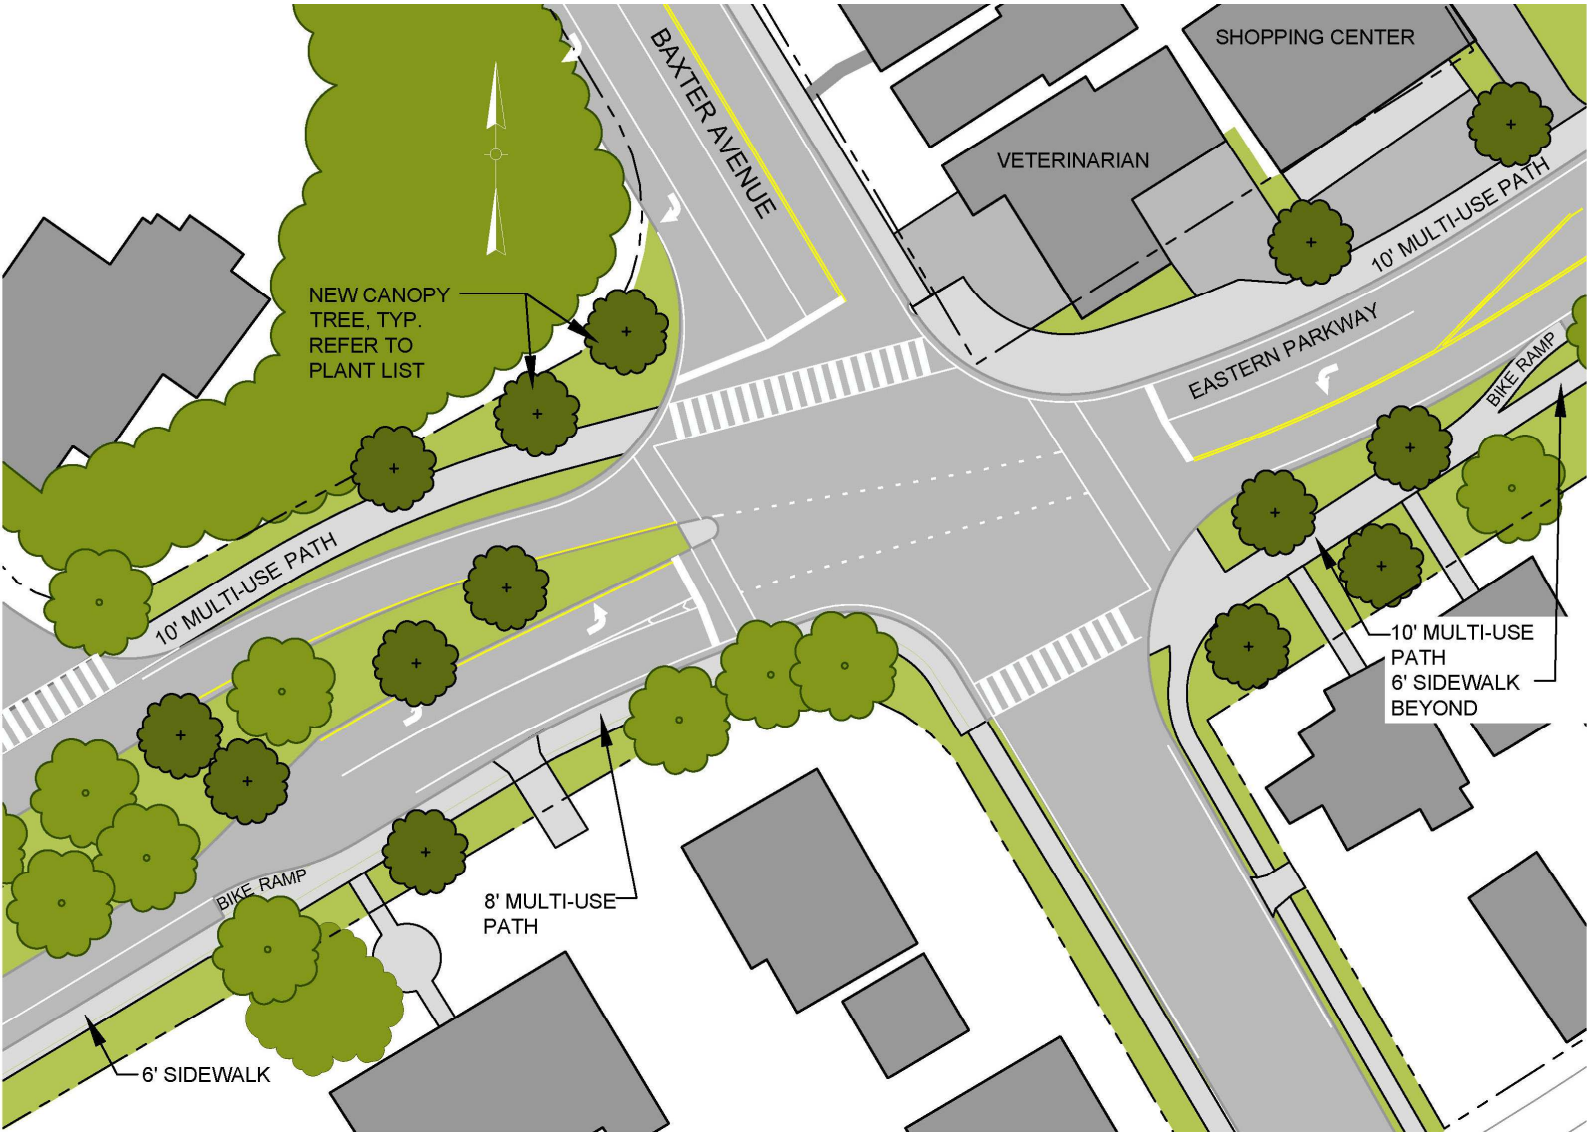 BAXTER AVENUE
SHOPPING CENTER
VETERINARIAN
10' MULTI-USE PATH
NEW CANOPY
TREE, TYP.
REFER TO
PLANT LIST
EASTERN PARKWAY
BIKE RAMP
10' MULTI-USE PATH
10' MULTI-USE
PATH
6' SIDEWALK
BEYOND
BIKE RAMP
8' MULTI-USE
PATH
6' SIDEWALK